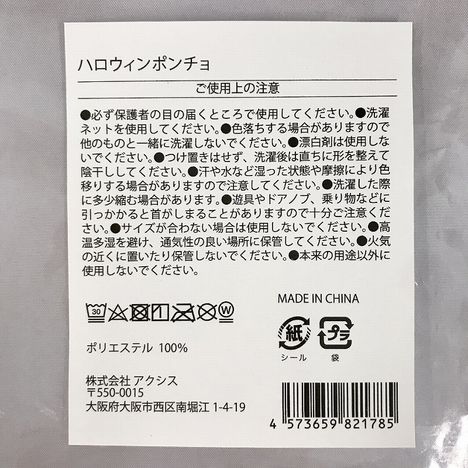 ハロウィンポンチョ
ご使用上の注意
●必ず保護者の目の届くところで使用してください。●洗濯
ネットを使用してください。●色落ちする場合がありますので
他のものと一緒に洗濯しないでください。●漂白剤は使用しな
いでください。●つけ置きはせず、洗濯後は直ちに形を整えて
陰干ししてください。●汗や水など湿った状態や摩擦により色
移りする場合がありますので注意してください。●洗濯した際
に多少縮む場合があります。●遊具やドアノブ、乗り物などに
引っかかると首がしまることがありますので十分ご注意くださ
い。●サイズが合わない場合は使用しないでください。●高
温多湿を避け、通気性の良い場所に保管してください。●火気
の近くに置いたり保管しないでください。●本来の用途以外に
使用しないでください。
30
W
ポリエステル 100%
MADE IN CHINA
紙
シール
プラ
袋
株式会社 アクシス
〒550-0015
大阪府大阪市西区南堀江 1-4-19
4 573659 821785